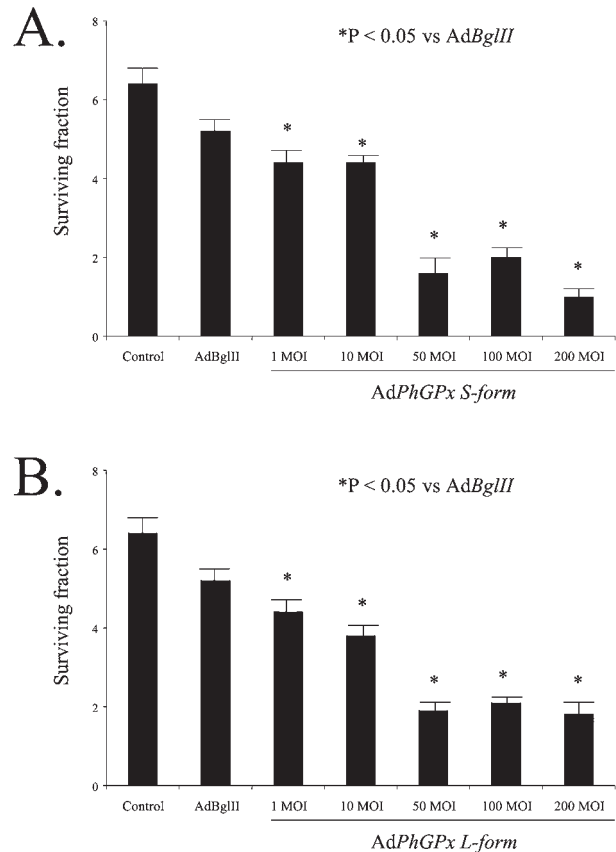 A.
*P < 0.05 vs AdBglII
Surviving fraction
8
6
4
2
0
* * * * *
Control AdBglII 1 MOI 10 MOI 50 MOI 100 MOI 200 MOI
AdPhGPx S-form
B.
*P < 0.05 vs AdBglII
Surviving fraction
8
6
4
2
0
* * * * *
Control AdBglII 1 MOI 10 MOI 50 MOI 100 MOI 200 MOI
AdPhGPx L-form